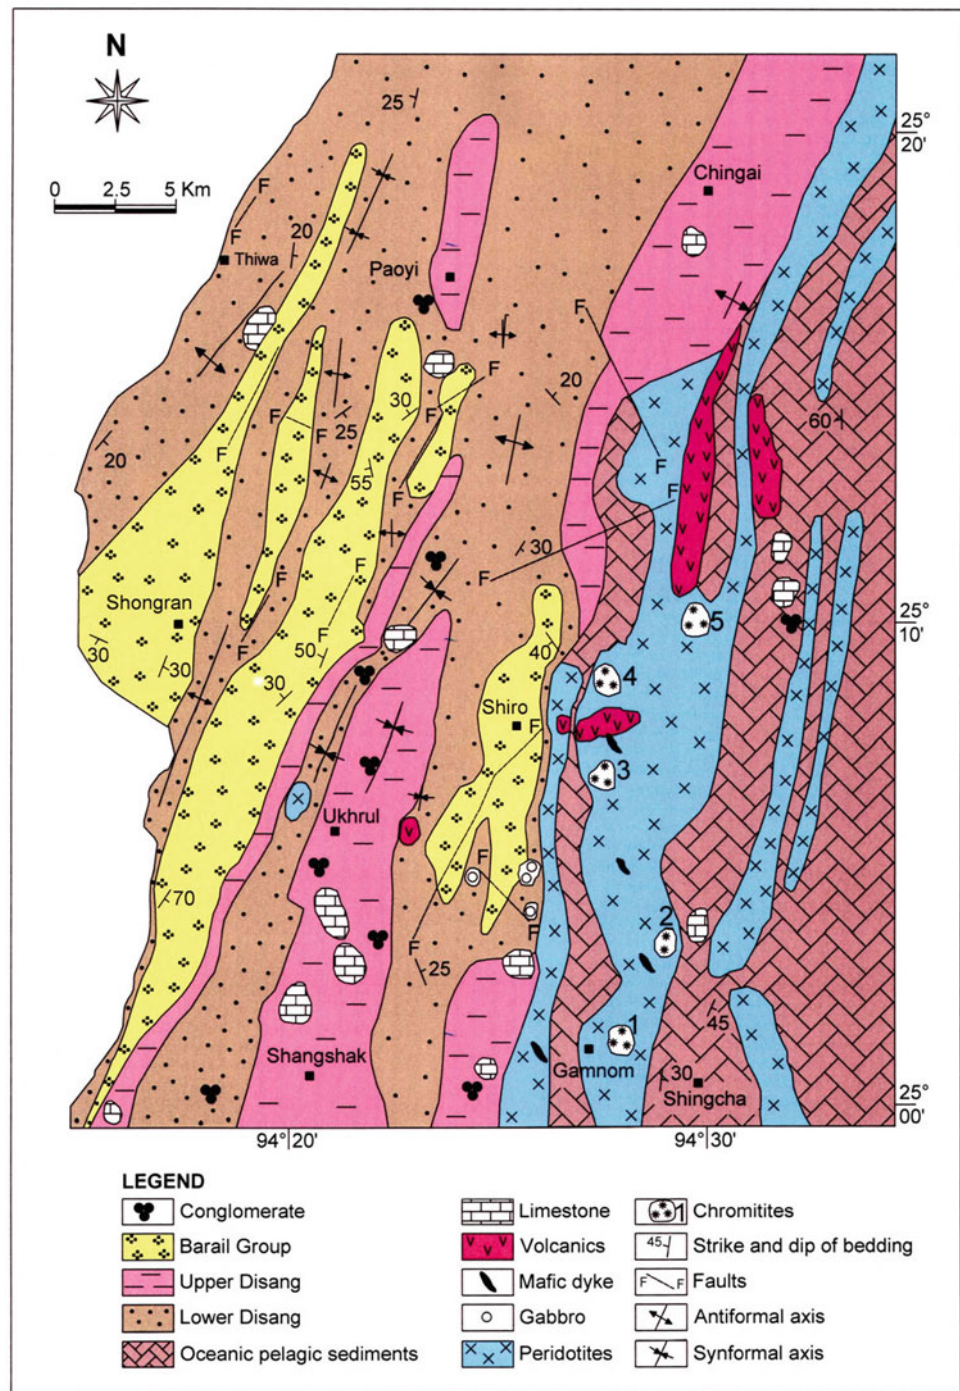 N
0 2.5 5 Km
25
25°
20'
Chingai
F
20
F
Thiwa
Paoyi
F
F
30
20
60
F
F
25
F
20
F
55
F
F
F
30
F
F
5
25°
10'
Shongran
F
30
30
F
F
50
30
40
4
Shiro
F
3
Ukhrul
F
70
2
F
F
25
45
1
Shangshak
Gamnom
30
Shingcha
25°
00'
94° 20'
94° 30'
LEGEND
Conglomerate
Limestone
1 Chromitites
Barail Group
Volcanics
45 Strike and dip of bedding
Upper Disang
Mafic dyke
F F Faults
Lower Disang
Gabbro
Antiformal axis
Oceanic pelagic sediments
Peridotites
Synformal axis